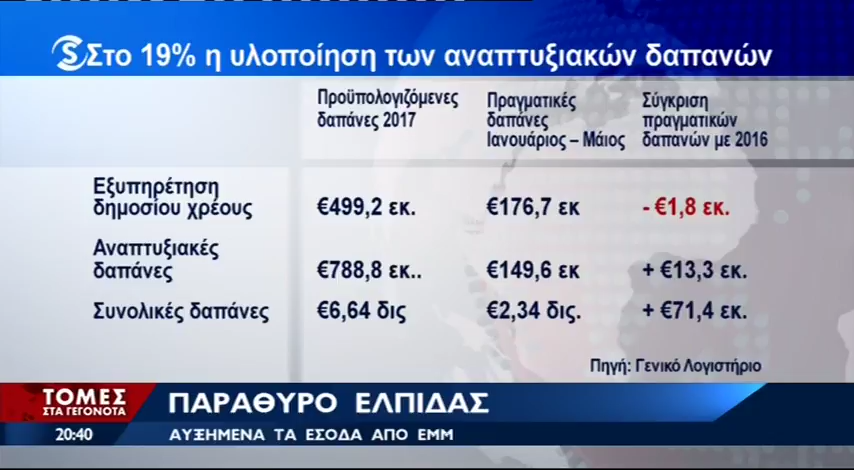 Στο 19% η υλοποίηση των αναπτυξιακών δαπανών
Προϋπολογιζόμενες
δαπάνες 2017
Πραγματικές
δαπάνες
Ιανουάριος – Μάιος
Σύγκριση
πραγματικών
δαπανών με 2016
Εξυπηρέτηση
δημοσίου χρέους
€499,2 εκ.
€176,7 εκ
- €1,8 εκ.
Αναπτυξιακές
δαπάνες
€788,8 εκ..
€149,6 εκ
+ €13,3 εκ.
Συνολικές δαπάνες
€6,64 δις
€2,34 δις.
+ €71,4 εκ.
Πηγή: Γενικό Λογιστήριο
ΤΟΜΕΣ
ΣΤΑ ΓΕΓΟΝΟΤΑ
ΠΑΡΑΘΥΡΟ ΕΛΠΙΔΑΣ
20:40
ΑΥΞΗΜΕΝΑ ΤΑ ΕΣΟΔΑ ΑΠΟ ΕΜΜ